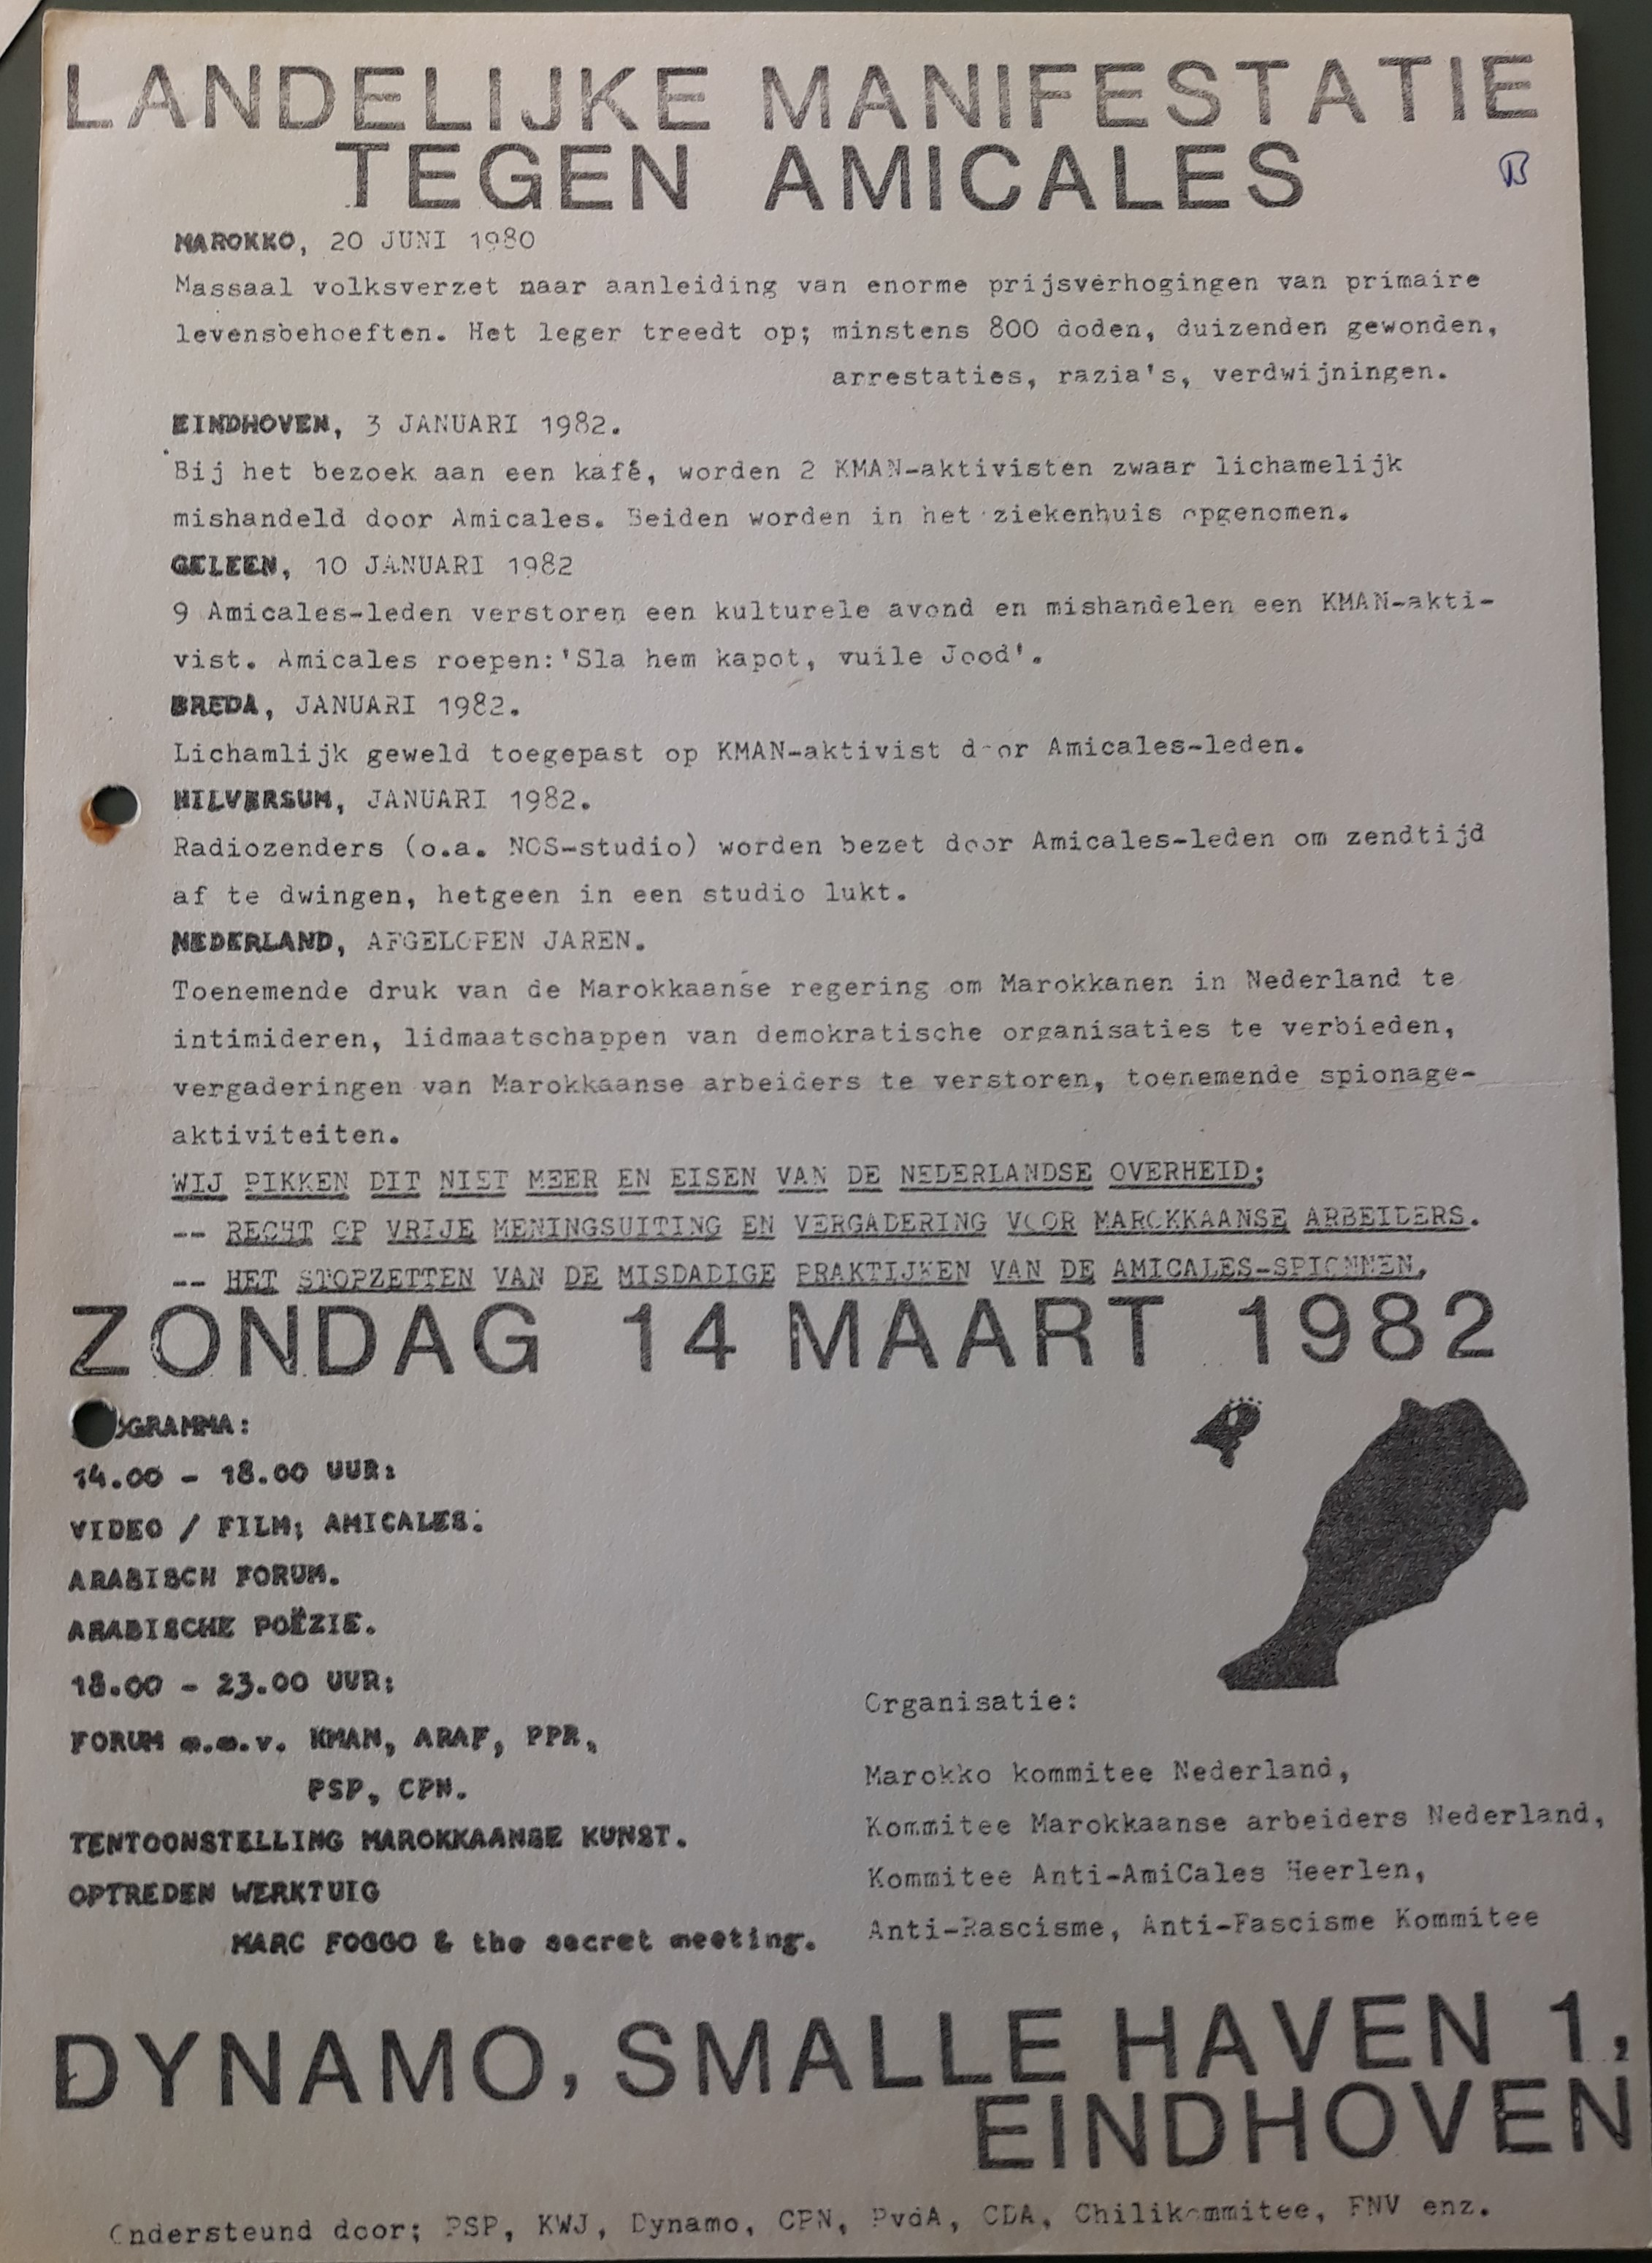 LANDELIJKE MANIFESTATIE
TEGEN AMICALES
B
MAROKKO, 20 JUNI 1980
Massaal volksverzet naar aanleiding van enorme prijsverhogingen van primaire
levensbehoeften. Het leger treedt op; minstens 800 doden, duizenden gewonden,
arrestaties, razia's, verdwijningen.
EINDHOVEN, 3 JANUARI 1982.
Bij het bezoek aan een kafé, worden 2 KMAN-aktivisten zwaar lichamelijk
mishandeld door Amicales. Beiden worden in het ziekenhuis opgenomen.
GELEEN, 10 JANUARI 1982
9 Amicales-leden verstoren een kulturele avond en mishandelen een KMAN-akti-
vist. Amicales roepen:'Sla hem kapot, vuile Jood'.
BREDA, JANUARI 1982.
Lichamlijk geweld toegepast op KMAN-aktivist door Amicales-leden.
HILVERSUM, JANUARI 1982.
Radiozenders (o.a. NOS-studio) worden bezet door Amicales-leden om zendtijd
af te dwingen, hetgeen in een studio lukt.
NEDERLAND, AFGELOPEN JAREN.
Toenemende druk van de Marokkaanse regering om Marokkanen in Nederland te
intimideren, lidmaatschappen van demokratische organisaties te verbieden,
vergaderingen van Marokkaanse arbeiders te verstoren, toenemende spionage-
aktiviteiten.
WIJ PIKKEN DIT NIET MEER EN EISEN VAN DE NEDERLANDSE OVERHEID;
-- RECHT OP VRIJE MENINGSUITING EN VERGADERING VOOR MAROKKAANSE ARBEIDERS.
-- HET STOPZETTEN VAN DE MISDADIGE PRAKTIJKEN VAN DE AMICALES-SPIONNEN.
ZONDAG 14 MAART 1982
OGRAMMA:
14.00 - 18.00 UUR:
VIDEO / FILM; AMICALES.
ARABISCH FORUM.
ARABISCHE POËZIE.
18.00 - 23.00 UUR:
FORUM m.m.v. KMAN, ARAF, PPR,
PSP, CPN.
TENTOONSTELLING MAROKKAANSE KUNST.
OPTREDEN WERKTUIG
MARC FOGGO & the secret meeting.
Organisatie:
Marokko kommitee Nederland,
Kommitee Marokkaanse arbeiders Nederland,
Kommitee Anti-AmiCales Heerlen,
Anti-Rascisme, Anti-Fascisme Kommitee
DYNAMO, SMALLE HAVEN 1,
EINDHOVEN
Ondersteund door; PSP, KWJ, Dynamo, CPN, PvdA, CDA, Chilikommitee, FNV enz.